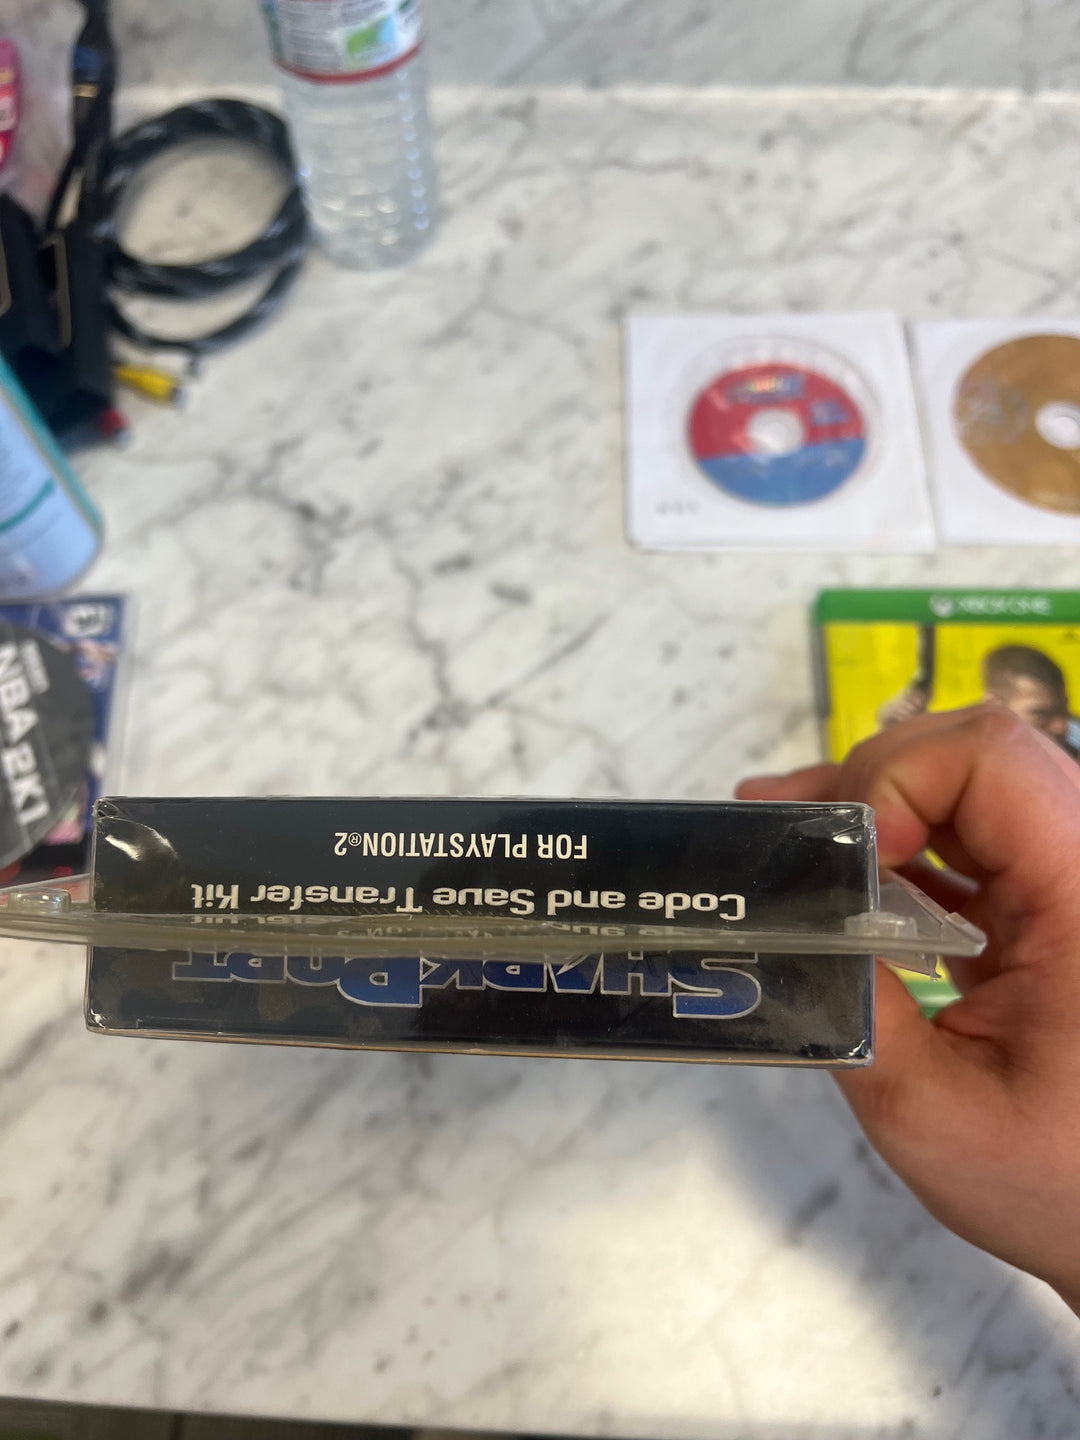 SHARKPORT
Code and Save Transfer Kit
FOR PLAYSTATION®2
NBA 2K1
XBOX ONE